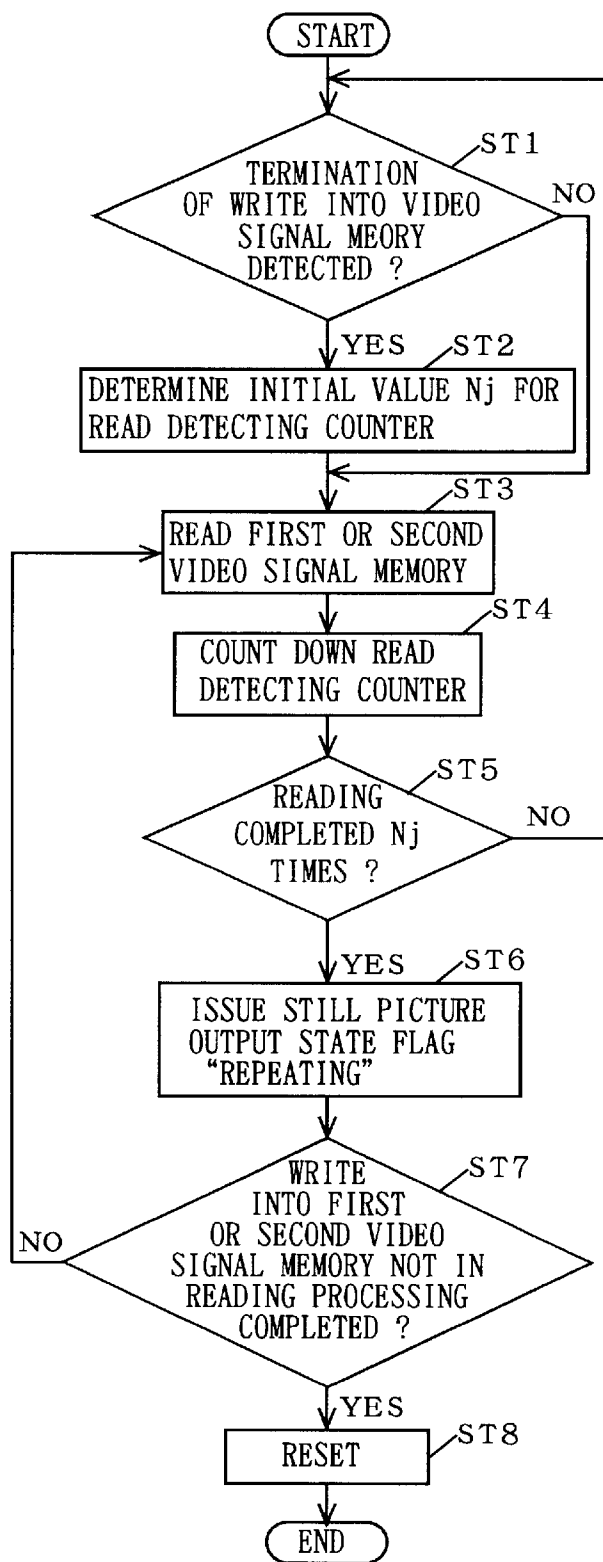 START
ST1
TERMINATION
OF WRITE INTO VIDEO
SIGNAL MEORY
DETECTED ?
NO
YES
ST2
DETERMINE INITIAL VALUE Nj FOR
READ DETECTING COUNTER
ST3
READ FIRST OR SECOND
VIDEO SIGNAL MEMORY
ST4
COUNT DOWN READ
DETECTING COUNTER
ST5
READING
COMPLETED Nj
TIMES ?
NO
YES
ST6
ISSUE STILL PICTURE
OUTPUT STATE FLAG
“REPEATING”
ST7
WRITE
INTO FIRST
OR SECOND VIDEO
SIGNAL MEMORY NOT IN
READING PROCESSING
COMPLETED ?
NO
YES
ST8
RESET
END